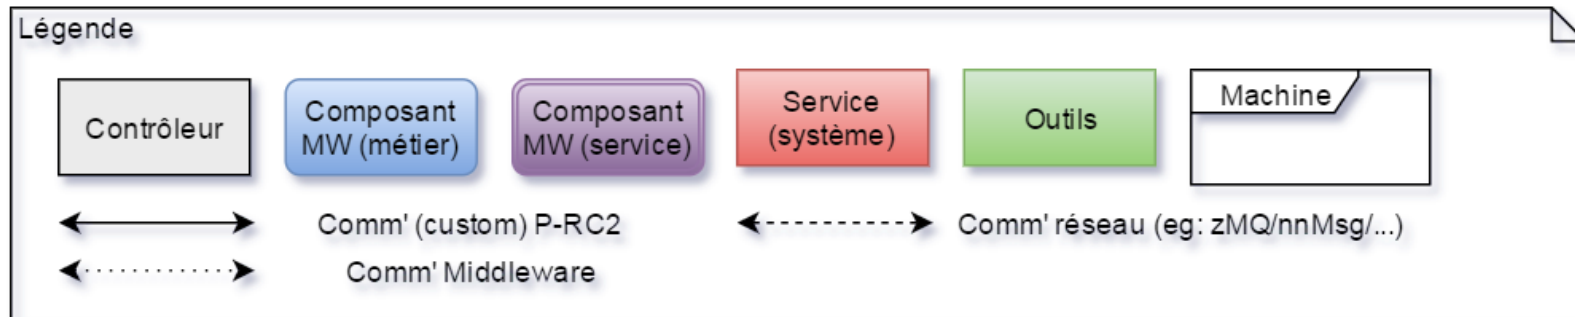 Légende
Contrôleur
Composant
MW (métier)
Composant
MW (service)
Service
(système)
Outils
Machine
Comm' (custom) P-RC2
Comm' réseau (eg: zMQ/nnMsg/...)
Comm' Middleware